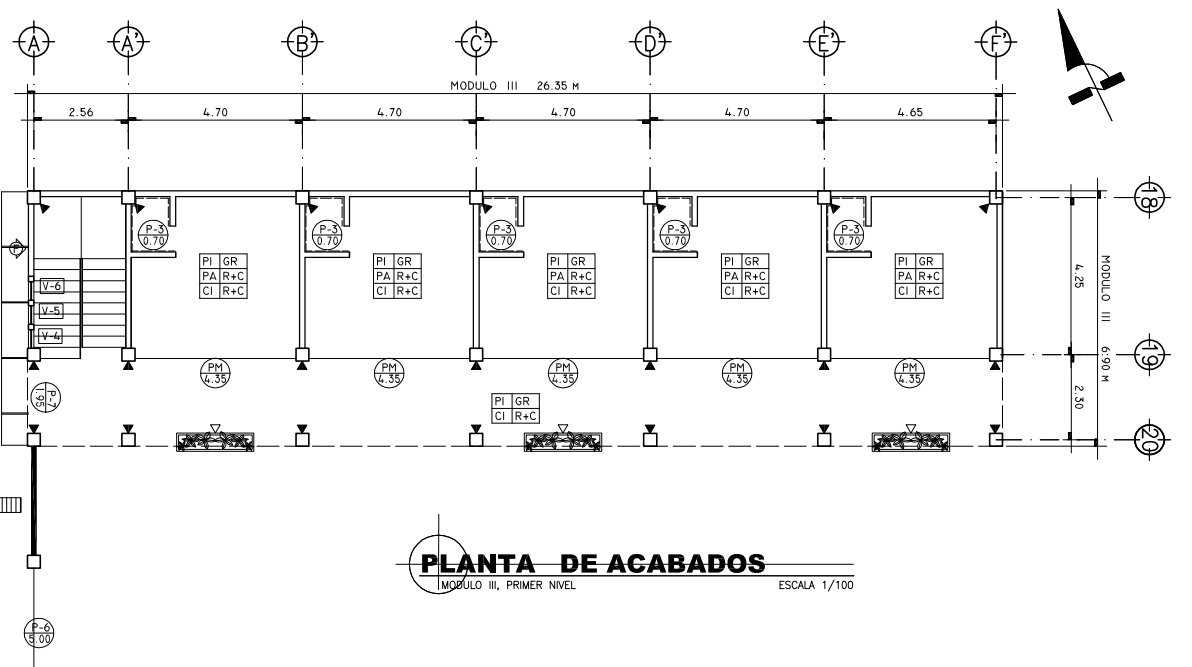 A A' B' C' D' E' F'
MODULO III 26.35 M
2.56 4.70 4.70 4.70 4.70 4.65
18
P-3 P-3 P-3 P-3 P-3
0.70 0.70 0.70 0.70 0.70
PI GR PI GR PI GR PI GR PI GR
PA R+C PA R+C PA R+C PA R+C PA R+C
CI R+C CI R+C CI R+C CI R+C CI R+C
V-6
V-5
V-4
4.25
MODULO III 6.90 M
19
PM PM PM PM PM
4.35 4.35 4.35 4.35 4.35
P-7
1.95
PI GR
CI R+C
2.30
20
PLANTA DE ACABADOS
MODULO III, PRIMER NIVEL ESCALA 1/100
P-6
5.00